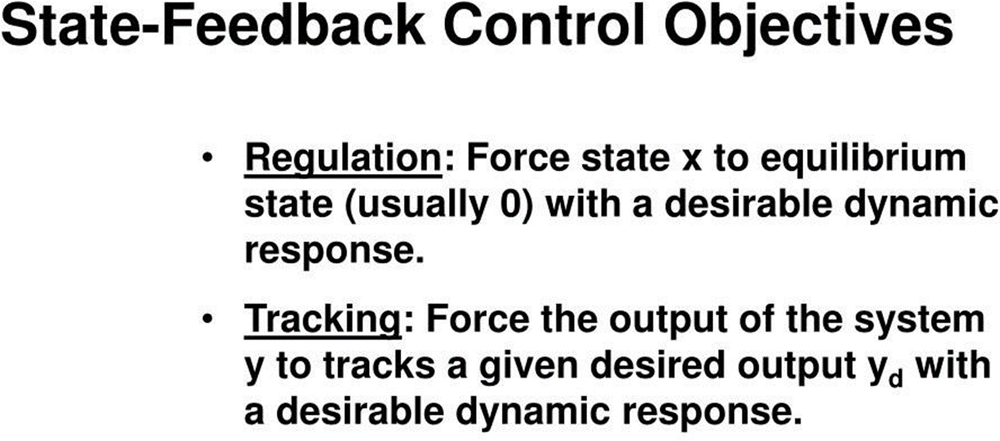 State-Feedback Control Objectives
• Regulation: Force state x to equilibrium
state (usually 0) with a desirable dynamic
response.
• Tracking: Force the output of the system
y to tracks a given desired output y_d with
a desirable dynamic response.